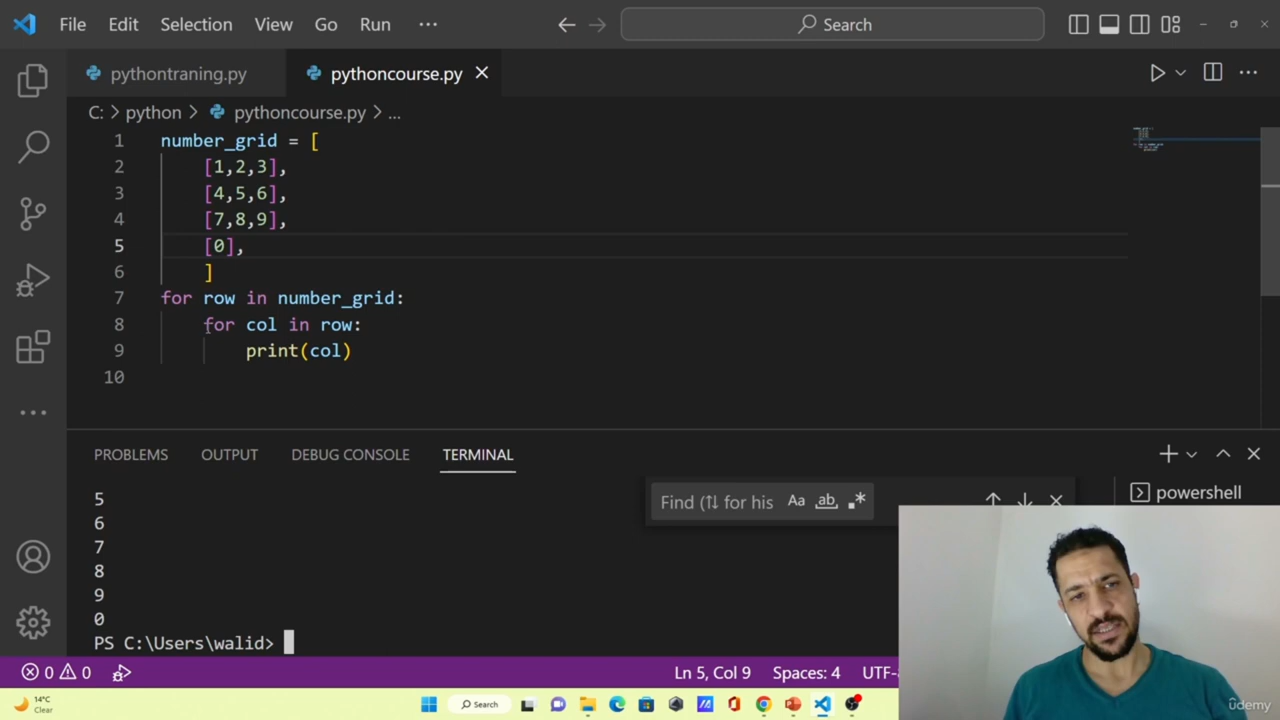 File Edit Selection View Go Run ··· Search
pythontraning.py pythoncourse.py
C: > python > pythoncourse.py > ...
1 number_grid = [
2 [1,2,3],
3 [4,5,6],
4 [7,8,9],
5 [0],
6 ]
7 for row in number_grid:
8 for col in row:
9 print(col)
10
PROBLEMS OUTPUT DEBUG CONSOLE TERMINAL
Find (⇅ for his Aa ab, .*
powershell
5
6
7
8
9
0
PS C:\Users\walid>
0 0 Ln 5, Col 9 Spaces: 4 UTF-
14°C
Clear
Search
ûdemy